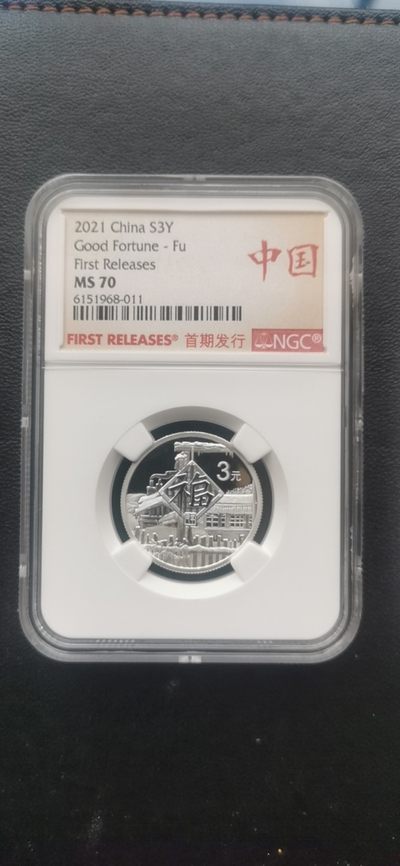 2021 China S3Y
Good Fortune - Fu
First Releases
MS 70
6151968-011
中国
FIRST RELEASES® 首期发行
NGC®
3元
福